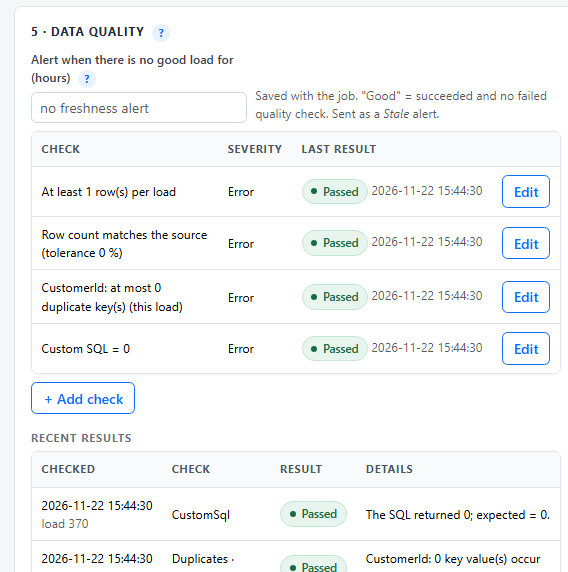 5 · DATA QUALITY ?
Alert when there is no good load for
(hours) ?
no freshness alert
Saved with the job. "Good" = succeeded and no failed
quality check. Sent as a Stale alert.
CHECK SEVERITY LAST RESULT
At least 1 row(s) per load Error Passed 2026-11-22 15:44:30 Edit
Row count matches the source
(tolerance 0 %) Error Passed 2026-11-22 15:44:30 Edit
CustomerId: at most 0
duplicate key(s) (this load) Error Passed 2026-11-22 15:44:30 Edit
Custom SQL = 0 Error Passed 2026-11-22 15:44:30 Edit
+ Add check
RECENT RESULTS
CHECKED CHECK RESULT DETAILS
2026-11-22 15:44:30 CustomSql Passed The SQL returned 0; expected = 0.
load 370
2026-11-22 15:44:30 Duplicates · Passed CustomerId: 0 key value(s) occur